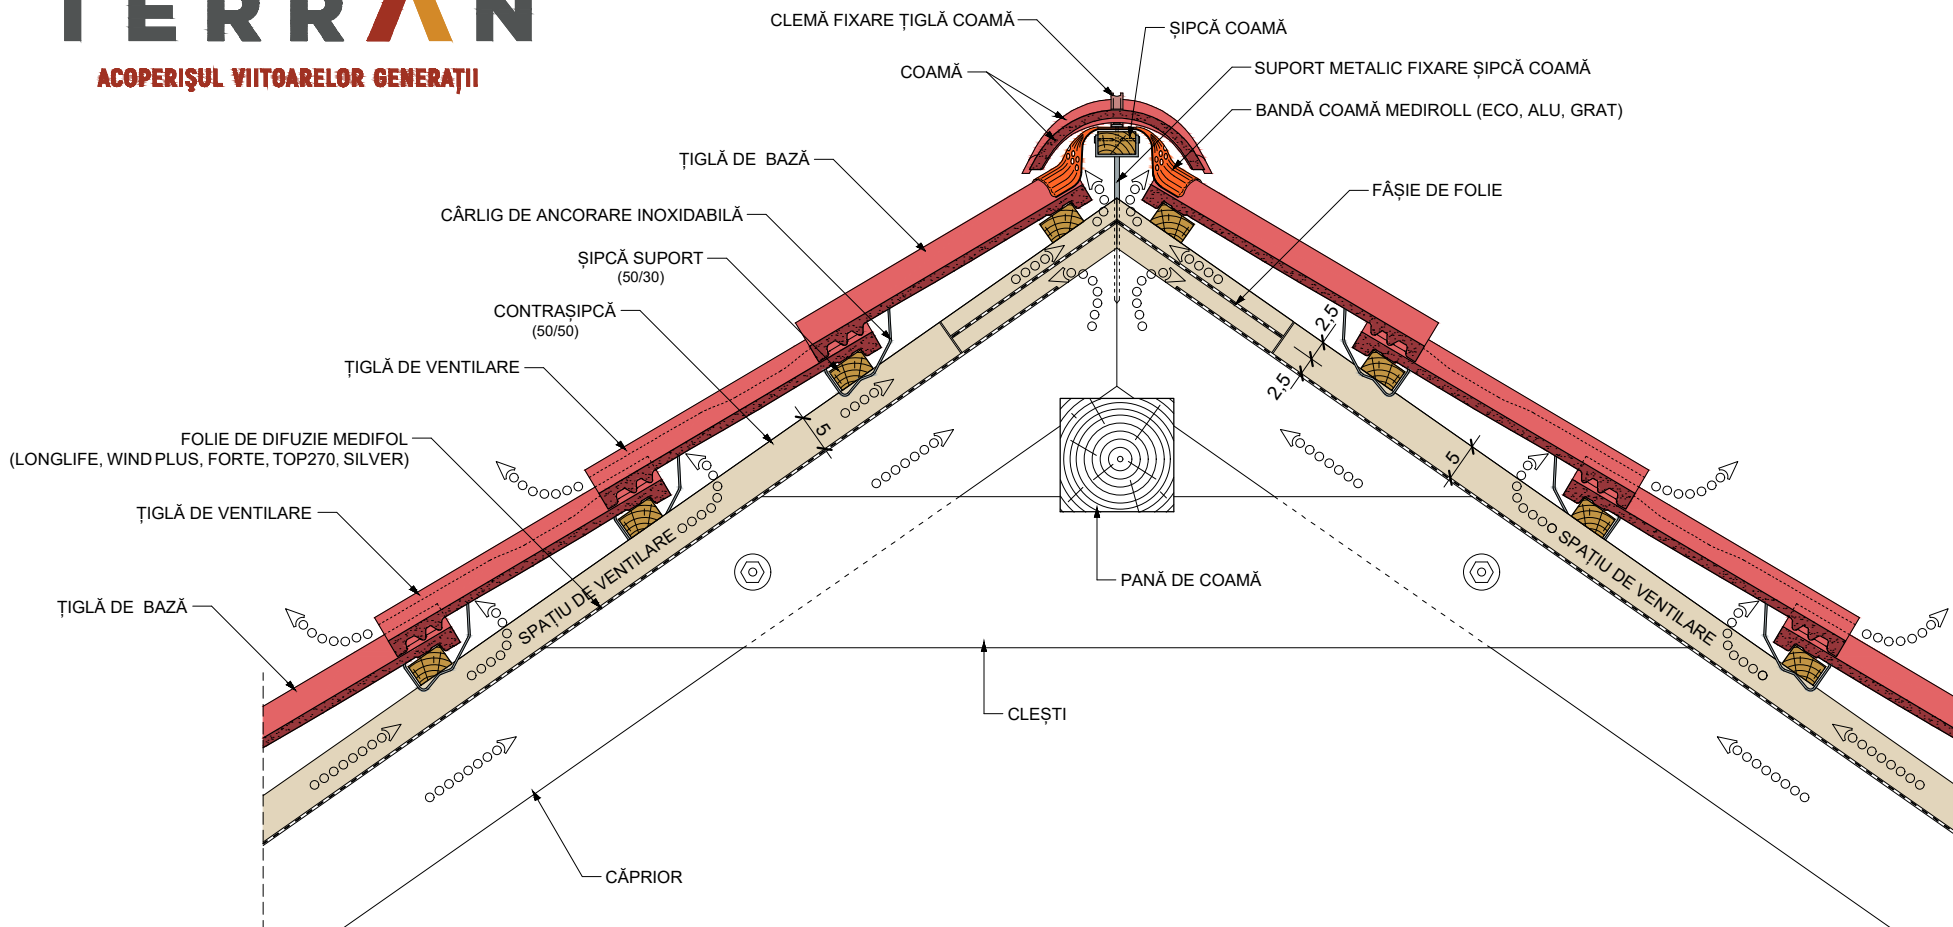 TERRAN
ACOPERIȘUL VIITOARELOR GENERAȚII
CLEMĂ FIXARE ȚIGLĂ COAMĂ
ȘIPCĂ COAMĂ
COAMĂ
SUPORT METALIC FIXARE ȘIPCĂ COAMĂ
BANDĂ COAMĂ MEDIROLL (ECO, ALU, GRAT)
ȚIGLĂ DE BAZĂ
FÂȘIE DE FOLIE
CÂRLIG DE ANCORARE INOXIDABILĂ
ȘIPCĂ SUPORT
(50/30)
CONTRAȘIPCĂ
(50/50)
2,5
2,5
ȚIGLĂ DE VENTILARE
5
5
FOLIE DE DIFUZIE MEDIFOL
(LONGLIFE, WIND PLUS, FORTE, TOP270, SILVER)
ȚIGLĂ DE VENTILARE
SPAȚIU DE VENTILARE
SPAȚIU DE VENTILARE
PANĂ DE COAMĂ
ȚIGLĂ DE BAZĂ
CLEȘTI
CĂPRIOR